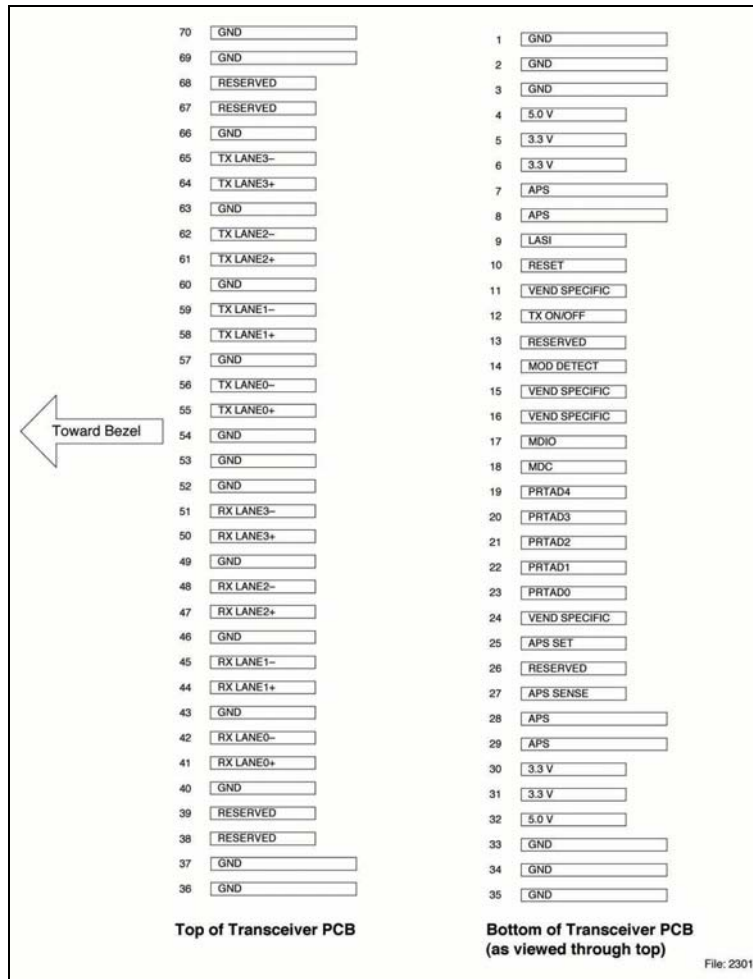 70 GND
69 GND
68 RESERVED
67 RESERVED
66 GND
65 TX LANE3–
64 TX LANE3+
63 GND
62 TX LANE2–
61 TX LANE2+
60 GND
59 TX LANE1–
58 TX LANE1+
57 GND
56 TX LANE0–
55 TX LANE0+
54 GND
53 GND
52 GND
51 RX LANE3–
50 RX LANE3+
49 GND
48 RX LANE2–
47 RX LANE2+
46 GND
45 RX LANE1–
44 RX LANE1+
43 GND
42 RX LANE0–
41 RX LANE0+
40 GND
39 RESERVED
38 RESERVED
37 GND
36 GND
Toward Bezel
Top of Transceiver PCB
1 GND
2 GND
3 GND
4 5.0 V
5 3.3 V
6 3.3 V
7 APS
8 APS
9 LASI
10 RESET
11 VEND SPECIFIC
12 TX ON/OFF
13 RESERVED
14 MOD DETECT
15 VEND SPECIFIC
16 VEND SPECIFIC
17 MDIO
18 MDC
19 PRTAD4
20 PRTAD3
21 PRTAD2
22 PRTAD1
23 PRTAD0
24 VEND SPECIFIC
25 APS SET
26 RESERVED
27 APS SENSE
28 APS
29 APS
30 3.3 V
31 3.3 V
32 5.0 V
33 GND
34 GND
35 GND
Bottom of Transceiver PCB
(as viewed through top)
File: 2301